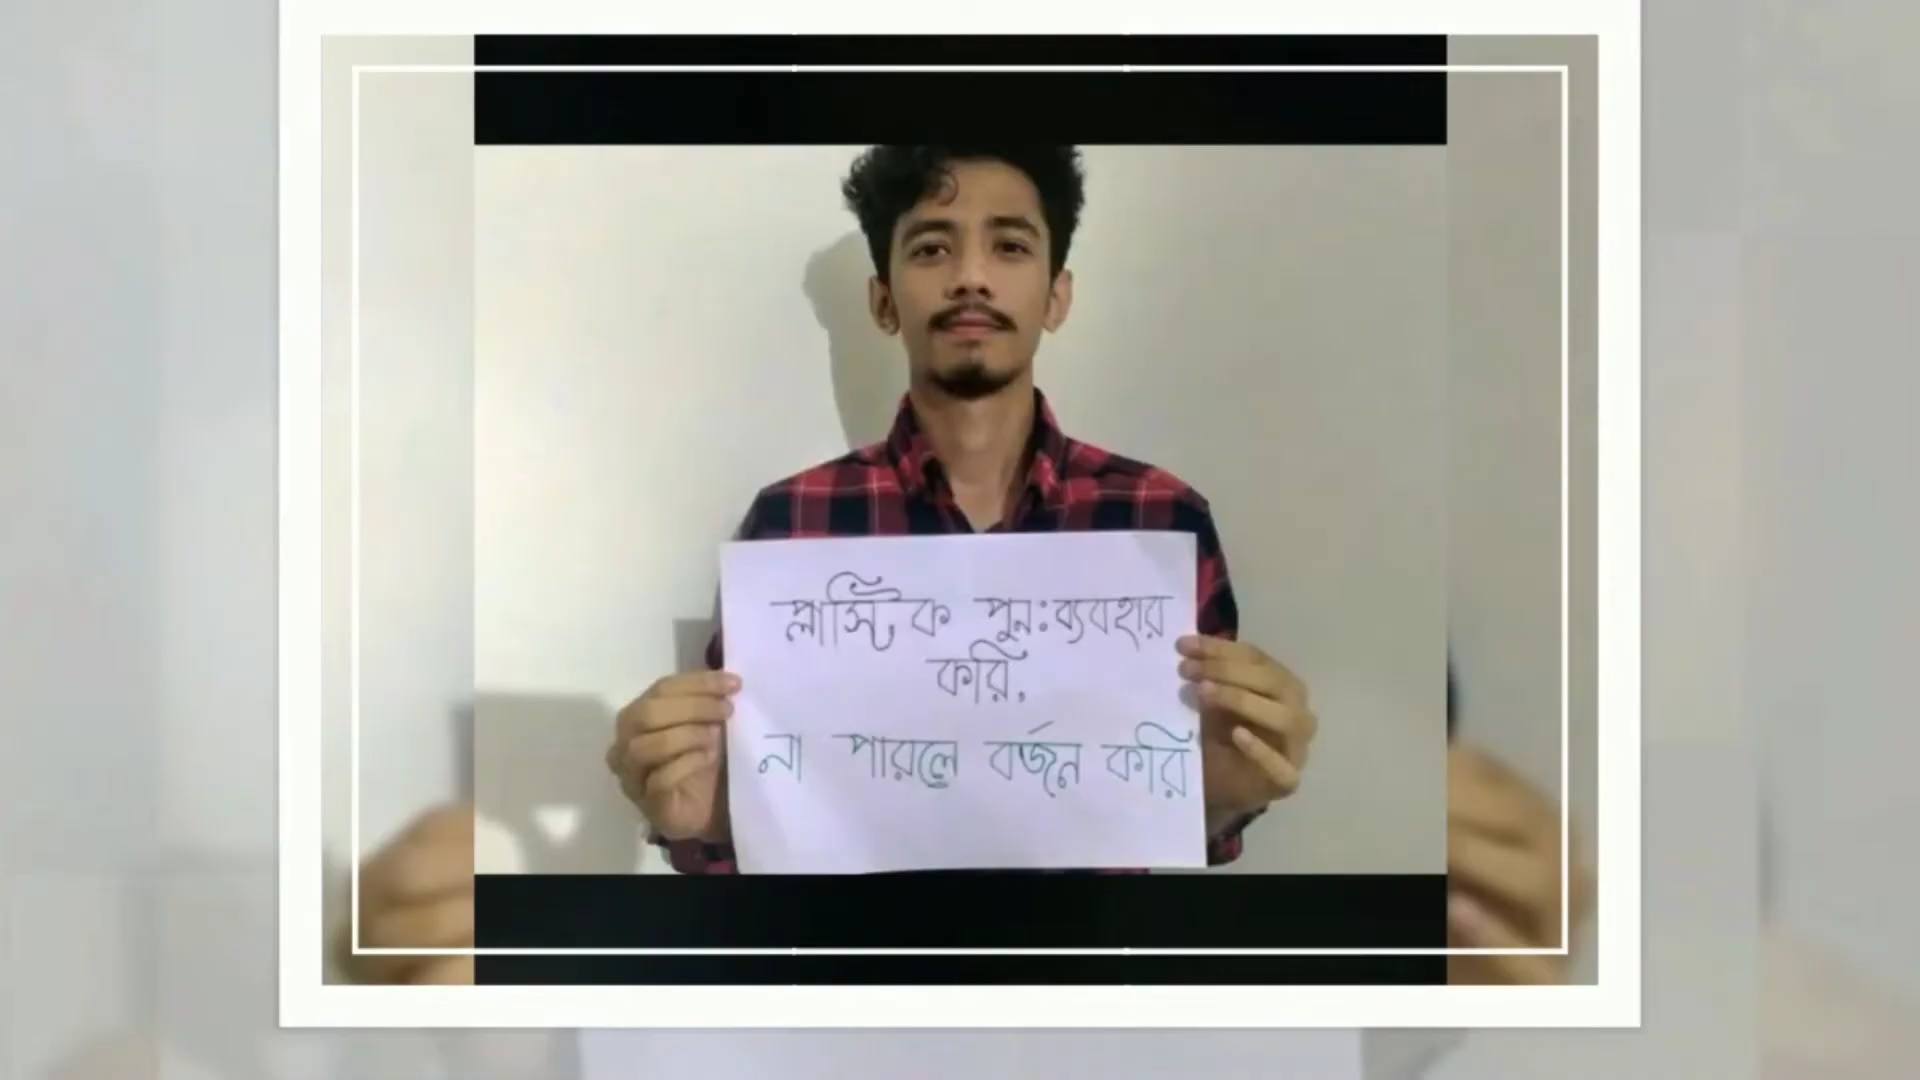 প্লাস্টিক পুন:ব্যবহার
করি.
না পারলে বর্জন করি